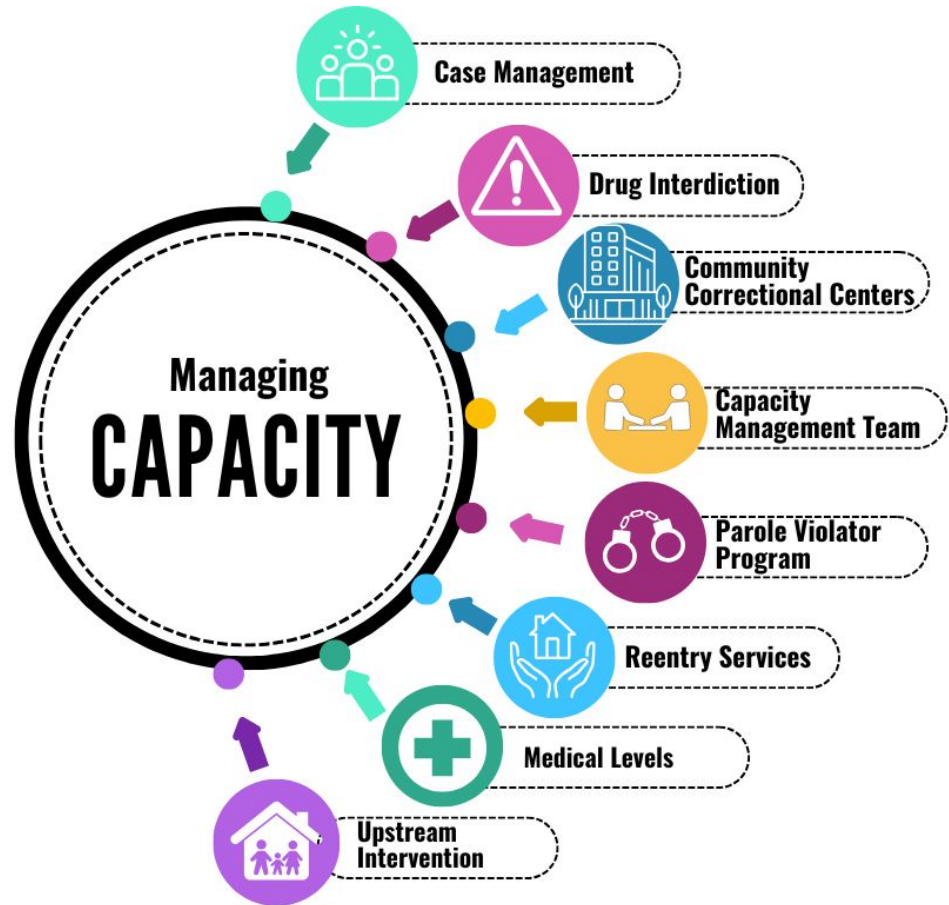 Case Management
Drug Interdiction
Community
Correctional Centers
Managing
CAPACITY
Capacity
Management Team
Parole Violator
Program
Reentry Services
Medical Levels
Upstream
Intervention